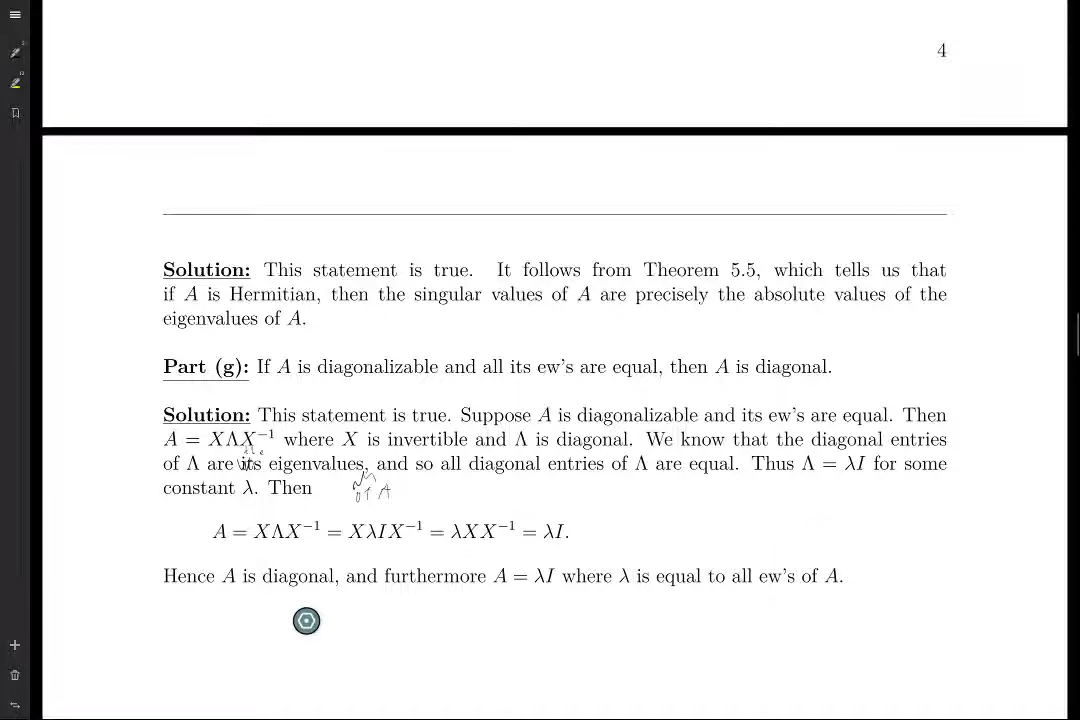 4
Solution: This statement is true. It follows from Theorem 5.5, which tells us that
if A is Hermitian, then the singular values of A are precisely the absolute values of the
eigenvalues of A.
Part (g): If A is diagonalizable and all its ew's are equal, then A is diagonal.
Solution: This statement is true. Suppose A is diagonalizable and its ew's are equal. Then
A = XΛX⁻¹ where X is invertible and Λ is diagonal. We know that the diagonal entries
of Λ are its eigenvalues, and so all diagonal entries of Λ are equal. Thus Λ = λI for some
constant λ. Then
of A
A = XΛX⁻¹ = XλIX⁻¹ = λXX⁻¹ = λI.
Hence A is diagonal, and furthermore A = λI where λ is equal to all ew's of A.